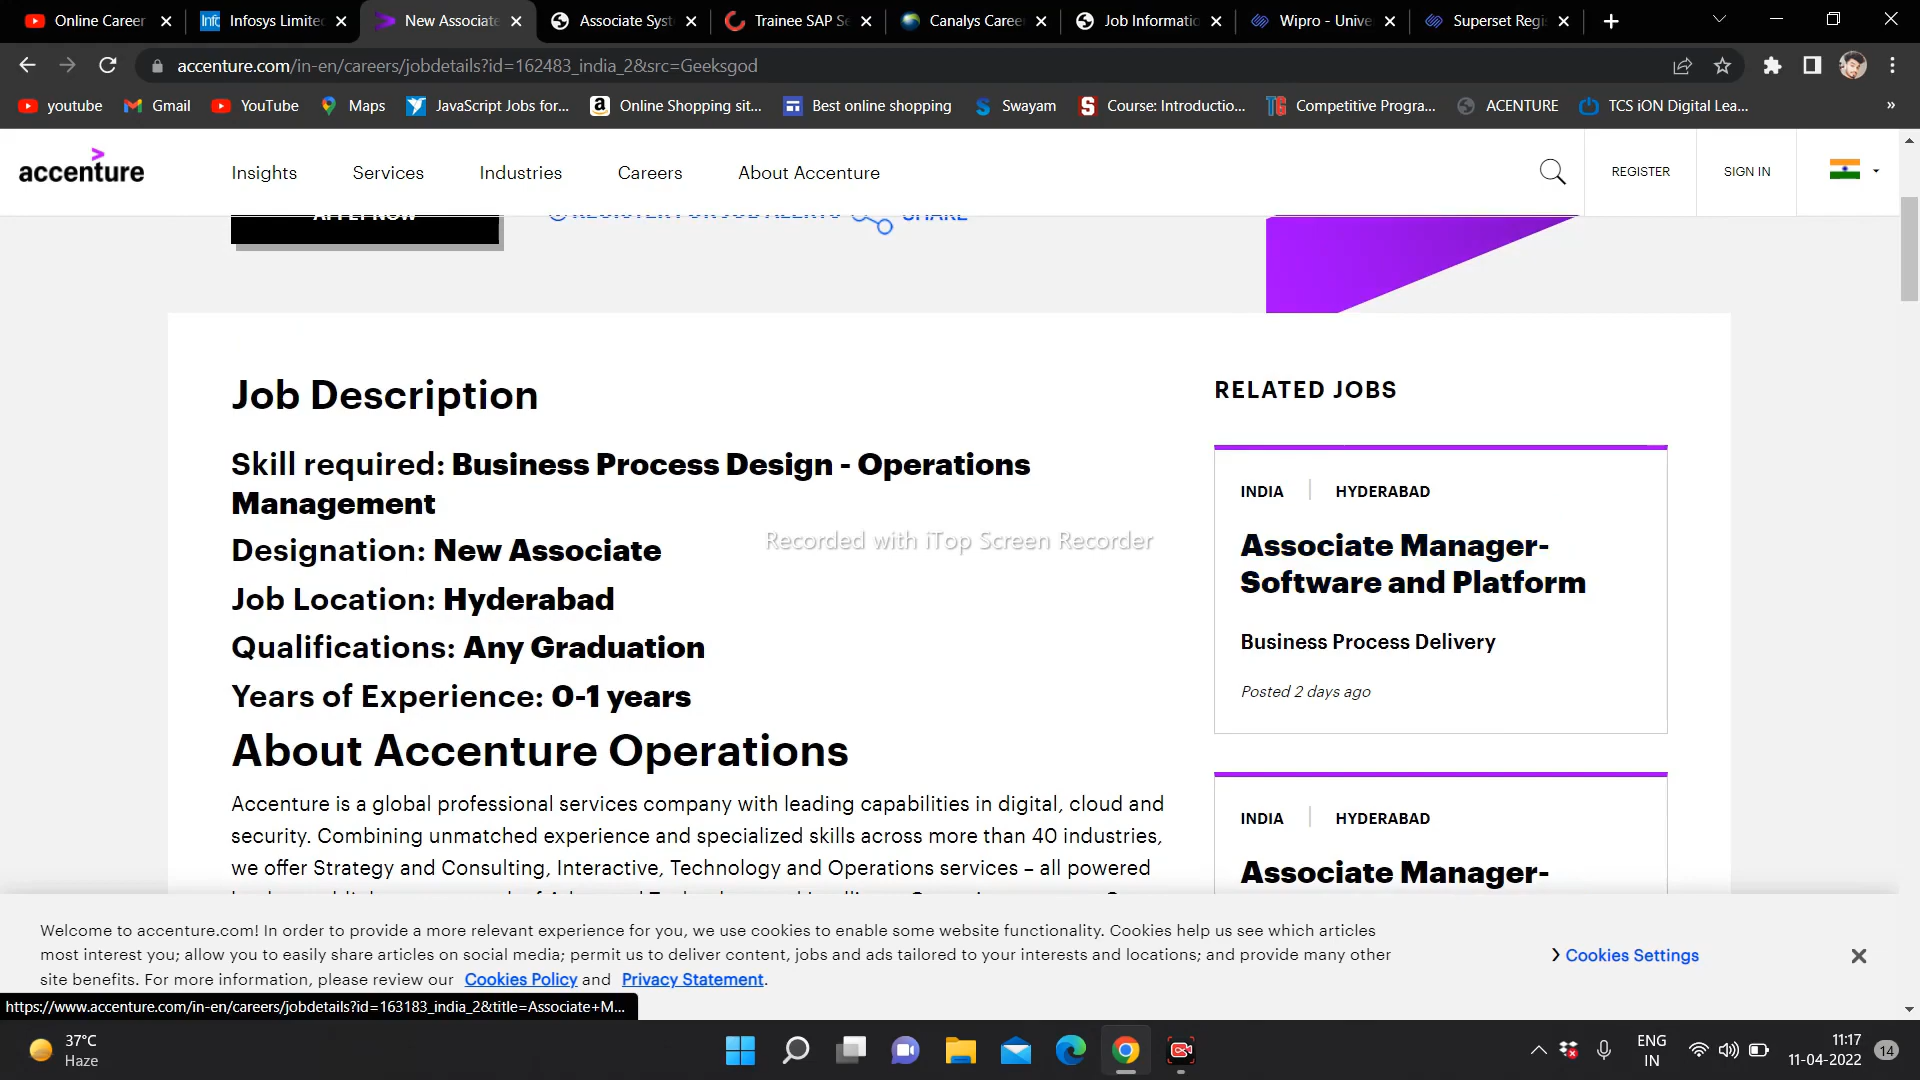 Online Career
Infosys Limite
New Associate
Associate Syst
Trainee SAP Se
Canalys Caree
Job Informatio
Wipro - Unive
Superset Regi
accenture.com/in-en/careers/jobdetails?id=162483_india_2&src=Geeksgod
youtube
Gmail
YouTube
Maps
JavaScript Jobs for...
Online Shopping sit...
Best online shopping
Swayam
Course: Introductio...
Competitive Progra...
ACENTURE
TCS iON Digital Lea...
»
accenture
Insights
Services
Industries
Careers
About Accenture
REGISTER
SIGN IN
APPLY NOW
REGISTER FOR JOB ALERTS
SHARE
Job Description
Skill required: Business Process Design - Operations
Management
Designation: New Associate
Job Location: Hyderabad
Qualifications: Any Graduation
Years of Experience: 0-1 years
About Accenture Operations
Accenture is a global professional services company with leading capabilities in digital, cloud and
security. Combining unmatched experience and specialized skills across more than 40 industries,
we offer Strategy and Consulting, Interactive, Technology and Operations services – all powered
RELATED JOBS
INDIA | HYDERABAD
Associate Manager-
Software and Platform
Business Process Delivery
Posted 2 days ago
INDIA | HYDERABAD
Associate Manager-
Recorded with iTop Screen Recorder
Welcome to accenture.com! In order to provide a more relevant experience for you, we use cookies to enable some website functionality. Cookies help us see which articles
most interest you; allow you to easily share articles on social media; permit us to deliver content, jobs and ads tailored to your interests and locations; and provide many other
site benefits. For more information, please review our Cookies Policy and Privacy Statement.
Cookies Settings
https://www.accenture.com/in-en/careers/jobdetails?id=163183_india_2&title=Associate+M...
37°C
Haze
ENG
IN
11:17
11-04-2022
14